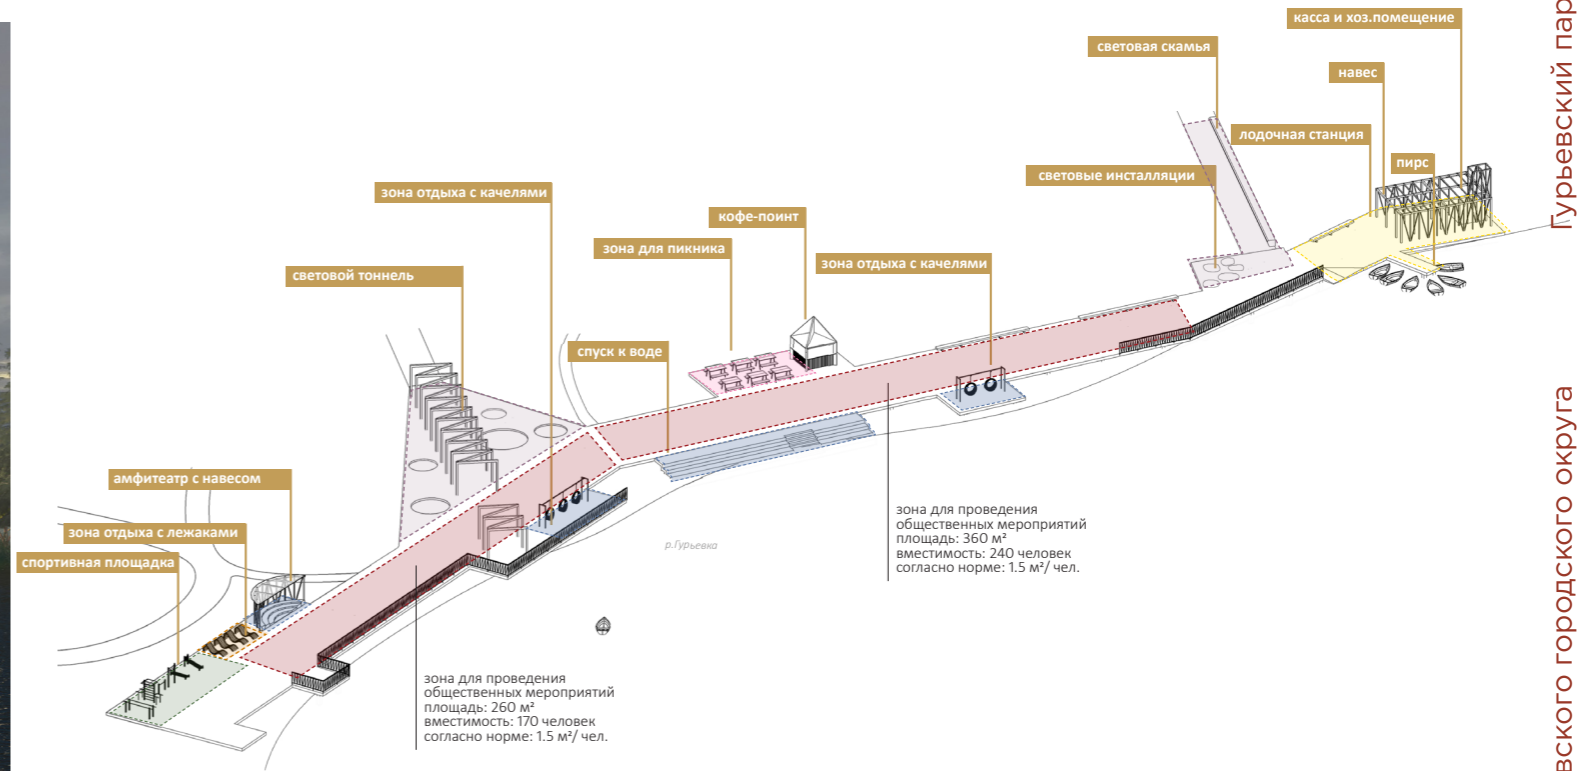 касса и хоз.помещение
световая скамья
навес
лодочная станция
пирс
световые инсталляции
зона отдыха с качелями
кофе-поинт
зона для пикника
зона отдыха с качелями
световой тоннель
спуск к воде
амфитеатр с навесом
зона отдыха с лежаками
спортивная площадка
р.Гурьевка
зона для проведения
общественных мероприятий
площадь: 360 м²
вместимость: 240 человек
согласно норме: 1.5 м²/ чел.
зона для проведения
общественных мероприятий
площадь: 260 м²
вместимость: 170 человек
согласно норме: 1.5 м²/ чел.
Гурьевский
городского округа